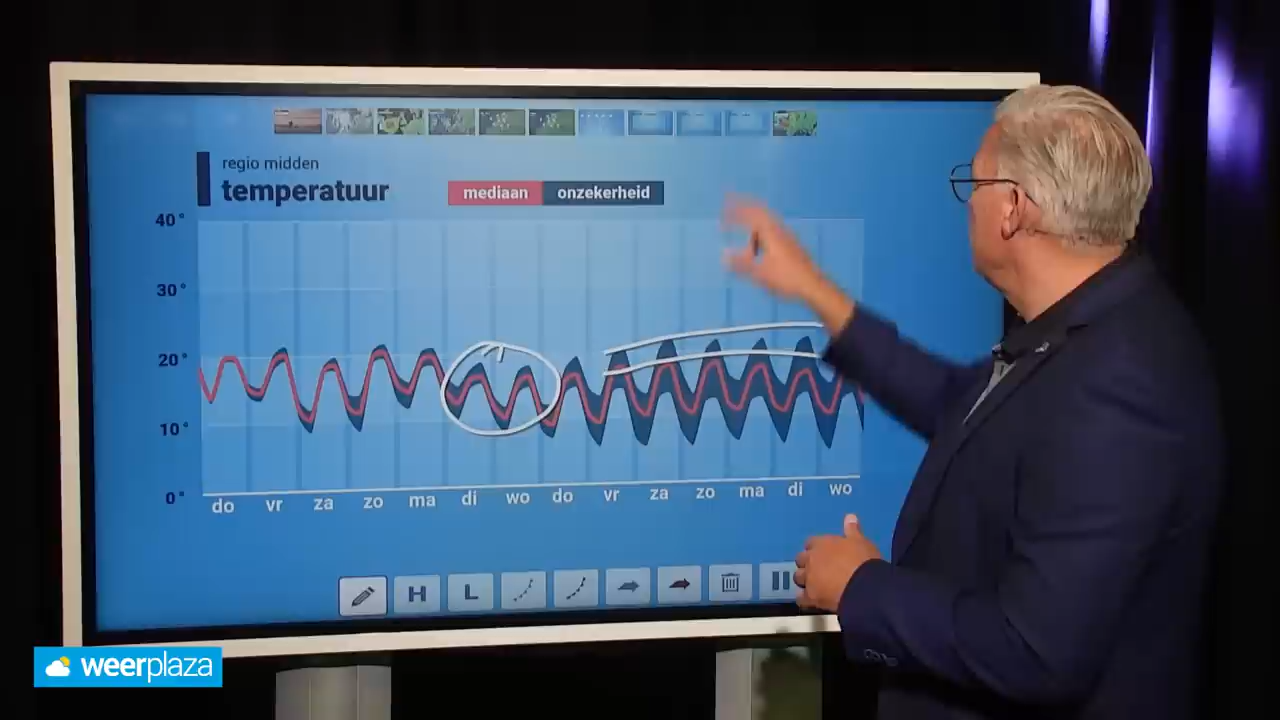 regio midden
temperatuur
mediaan onzekerheid
40°
30°
20°
10°
0°
do vr za zo ma di wo do vr za zo ma di wo
H L
weerplaza